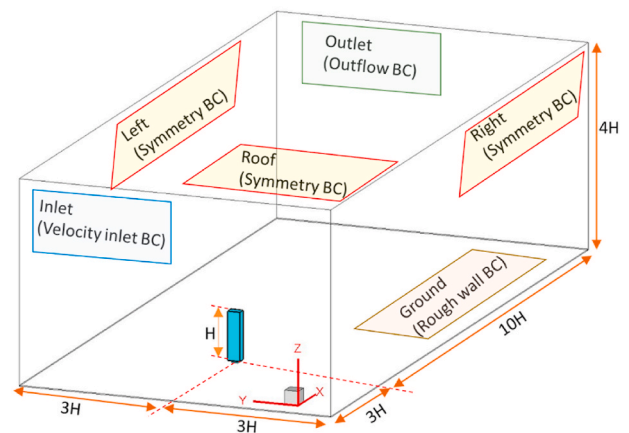 Outlet
(Outflow BC)
Left
(Symmetry BC)
Right
(Symmetry BC)
4H
Roof
(Symmetry BC)
Inlet
(Velocity inlet BC)
Ground
(Rough wall BC)
10H
H
Z
X
Y
3H
3H
3H